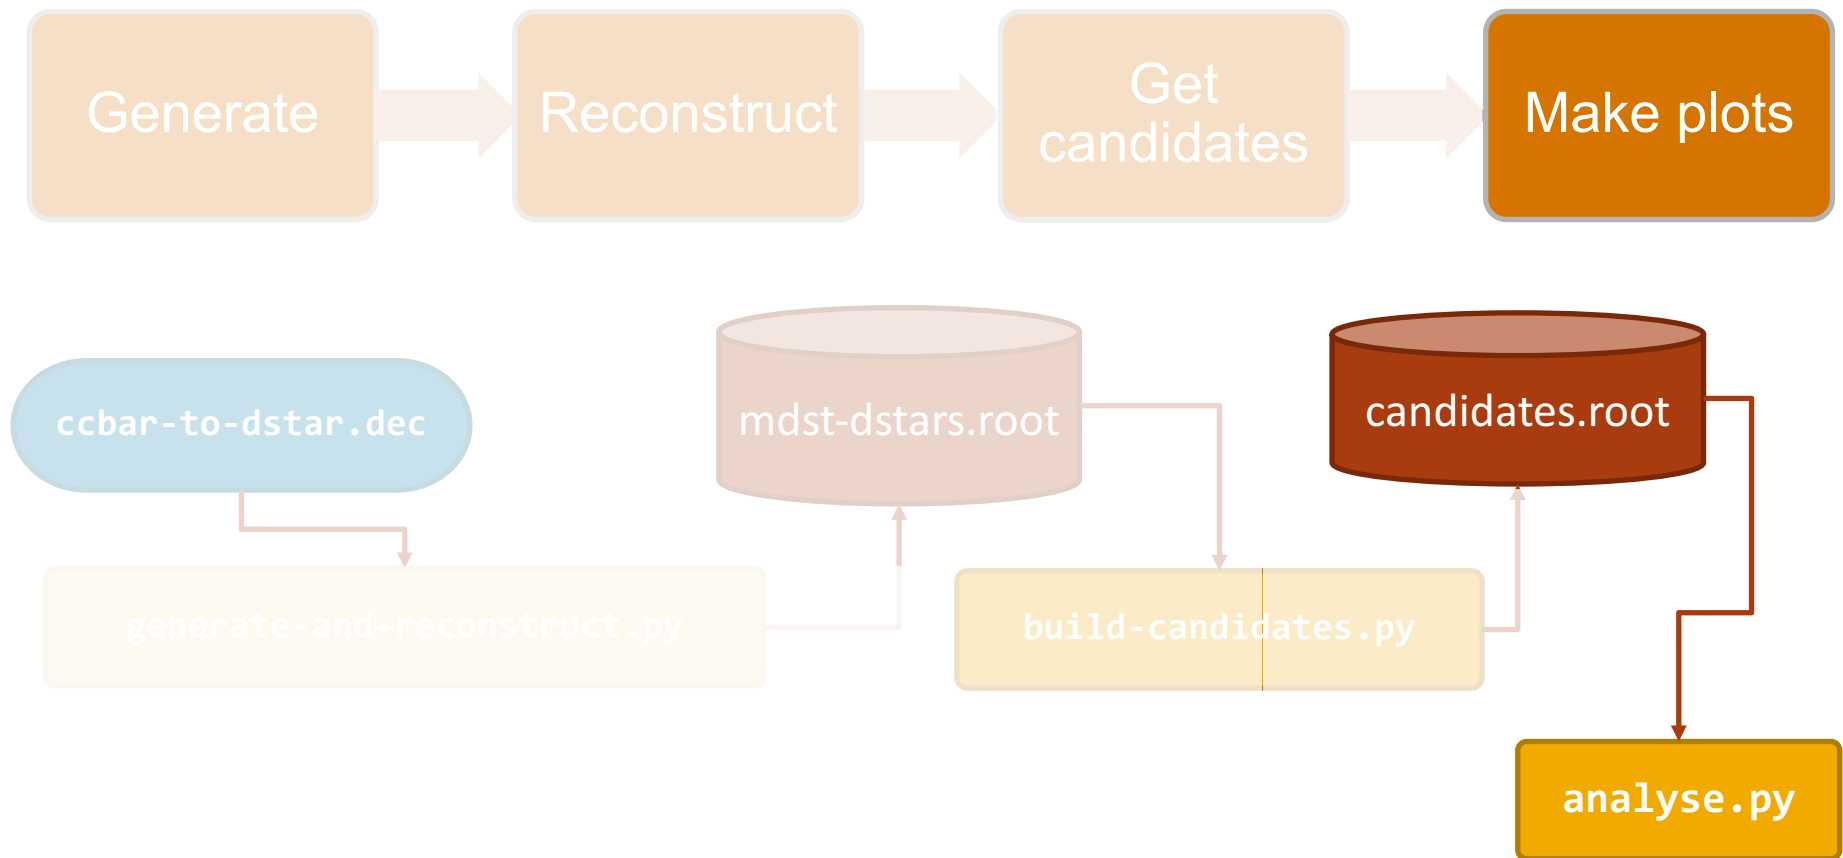 Generate
Reconstruct
Get
candidates
Make plots
ccbar-to-dstar.dec
mdst-dstars.root
candidates.root
generate-and-reconstruct.py
build-candidates.py
analyse.py